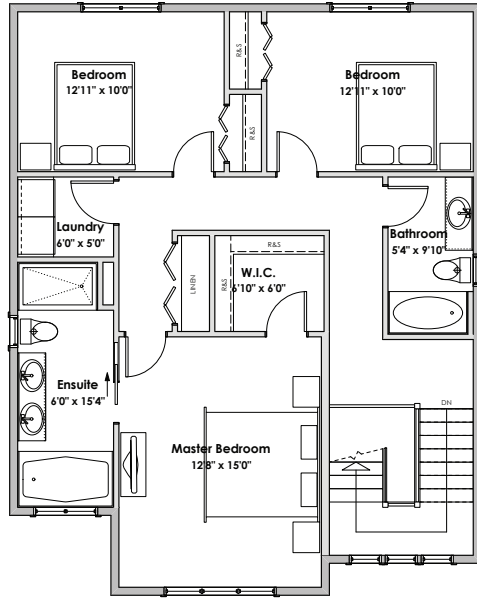 R&S
Bedroom
12'11" x 10'0"
Bedroom
12'11" x 10'0"
R&S
Laundry
6'0" x 5'0"
Bathroom
5'4" x 9'10"
R&S
W.I.C.
6'10" x 6'0"
R&S
LINEN
Ensuite
6'0" x 15'4"
DN
Master Bedroom
12'8" x 15'0"